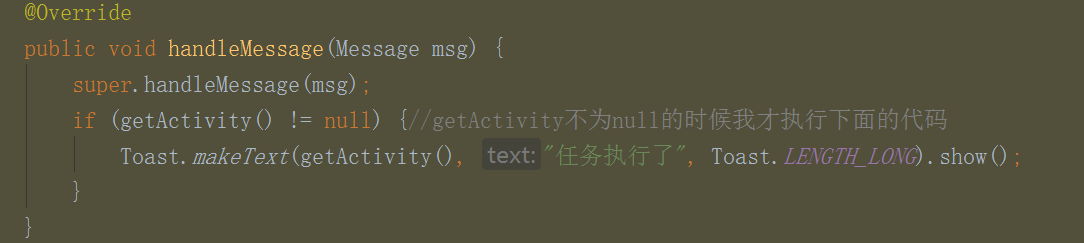 @Override
public void handleMessage(Message msg) {
super.handleMessage(msg);
if (getActivity() != null) {//getActivity不为null的时候我才执行下面的代码
Toast.makeText(getActivity(), text:"任务执行了", Toast.LENGTH_LONG).show();
}
}